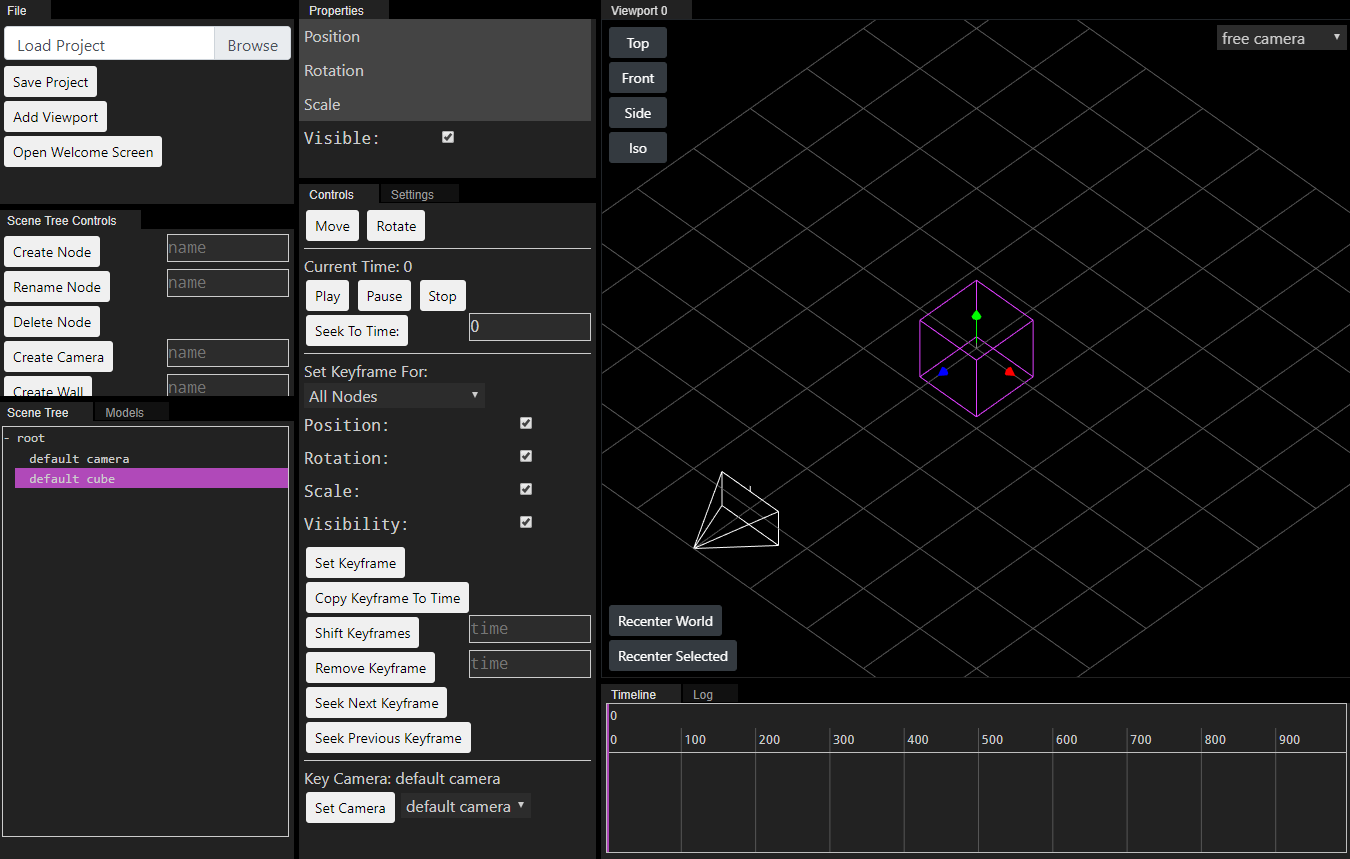 File
Load Project Browse
Save Project
Add Viewport
Open Welcome Screen
Scene Tree Controls
Create Node name
Rename Node name
Delete Node
Create Camera name
Create Wall name
Scene Tree Models
- root
default camera
default cube
Properties
Position
Rotation
Scale
Visible:
Controls Settings
Move Rotate
Current Time: 0
Play Pause Stop
Seek To Time: 0
Set Keyframe For:
All Nodes
Position:
Rotation:
Scale:
Visibility:
Set Keyframe
Copy Keyframe To Time
Shift Keyframes time
Remove Keyframe time
Seek Next Keyframe
Seek Previous Keyframe
Key Camera: default camera
Set Camera default camera
Viewport 0
Top free camera
Front
Side
Iso
Recenter World
Recenter Selected
Timeline Log
0
0 100 200 300 400 500 600 700 800 900